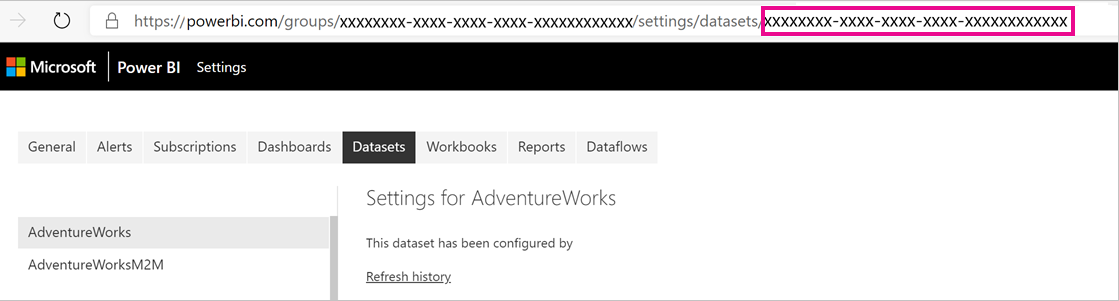 https://powerbi.com/groups/xxxxxxxx-xxxx-xxxx-xxxx-xxxxxxxxxxxx/settings/datasets/xxxxxxxx-xxxx-xxxx-xxxx-xxxxxxxxxxxx
Microsoft Power BI Settings
General Alerts Subscriptions Dashboards Datasets Workbooks Reports Dataflows
Settings for AdventureWorks
AdventureWorks
This dataset has been configured by
AdventureWorksM2M
Refresh history